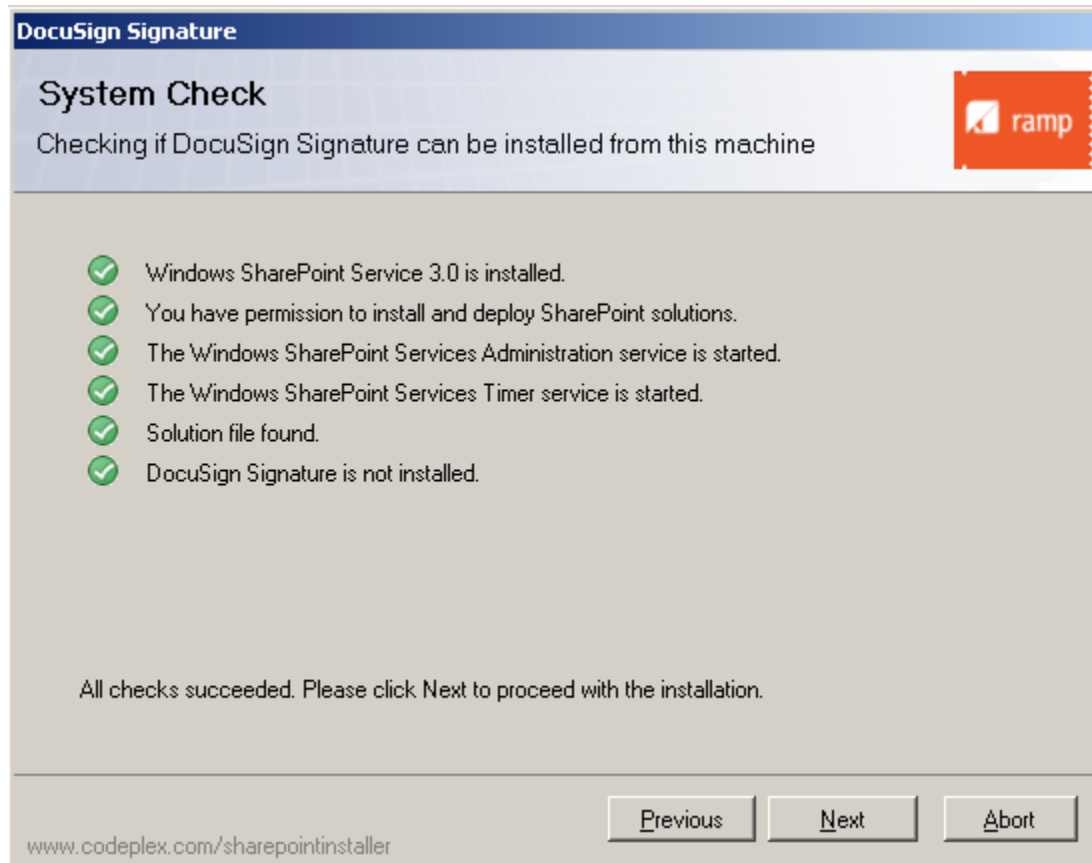 DocuSign Signature
System Check
Checking if DocuSign Signature can be installed from this machine
ramp
Windows SharePoint Service 3.0 is installed.
You have permission to install and deploy SharePoint solutions.
The Windows SharePoint Services Administration service is started.
The Windows SharePoint Services Timer service is started.
Solution file found.
DocuSign Signature is not installed.
All checks succeeded. Please click Next to proceed with the installation.
Previous Next Abort
www.codeplex.com/sharepointinstaller